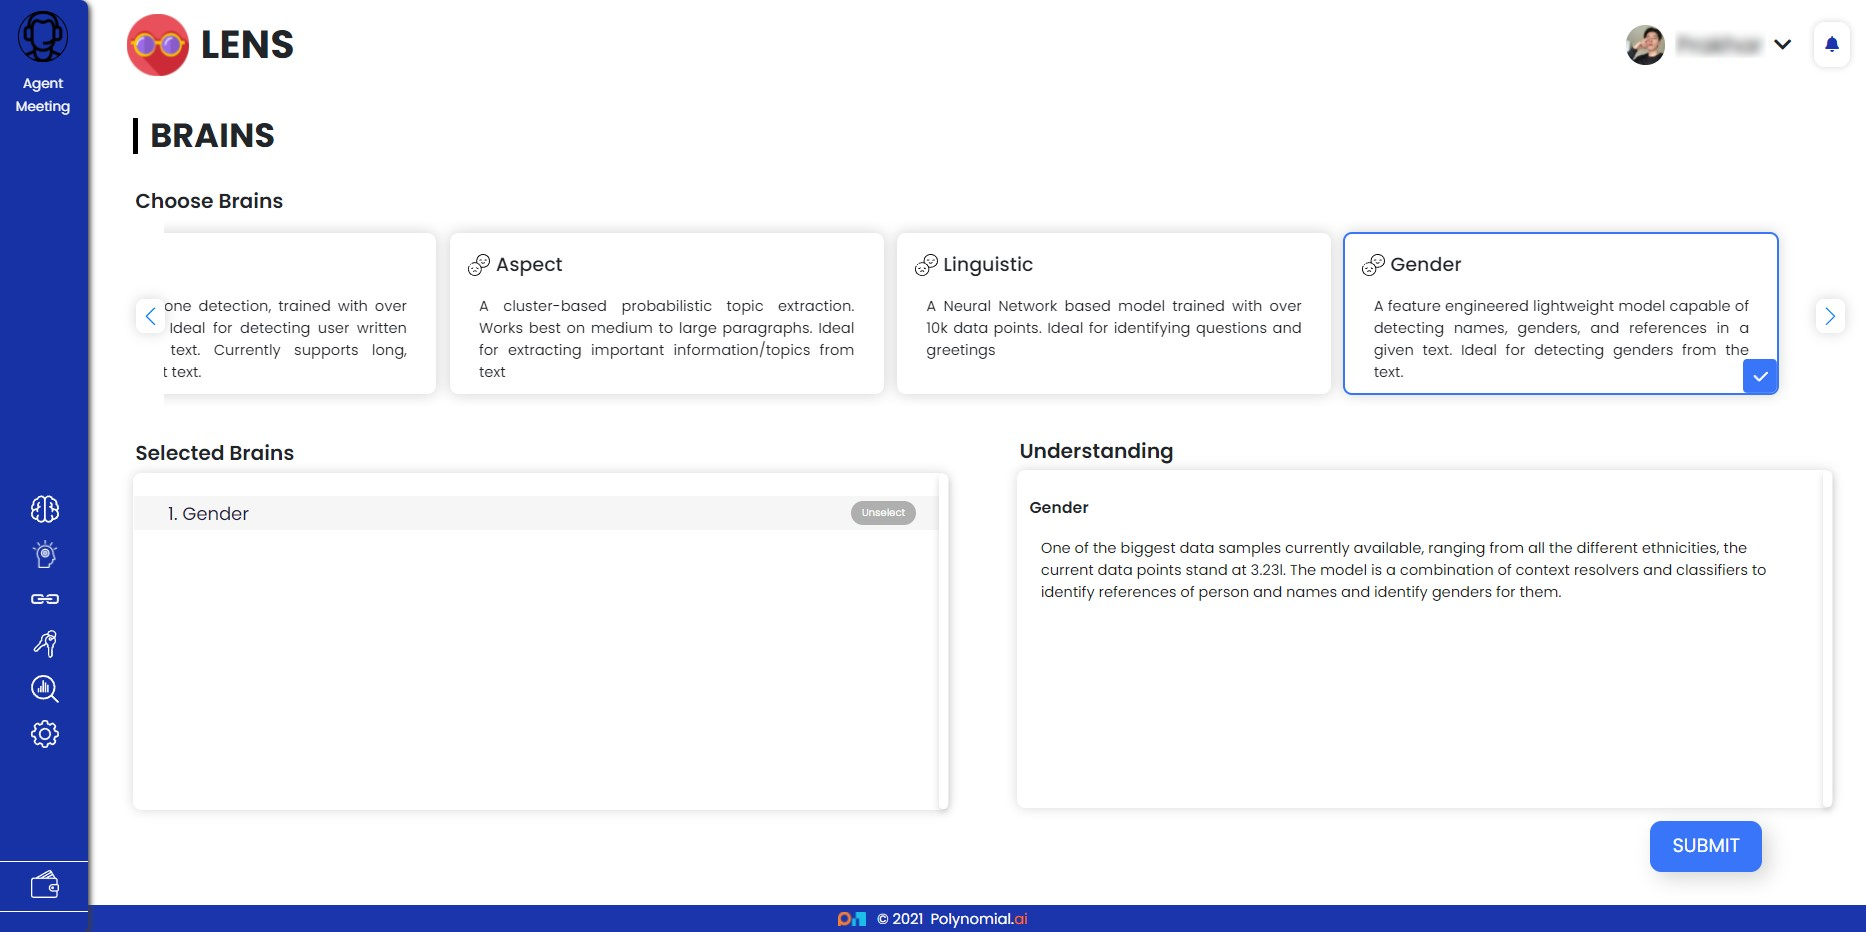 Agent
Meeting
LENS
BRAINS
Choose Brains
one detection, trained with over
Ideal for detecting user written
text. Currently supports long,
t text.
Aspect
A cluster-based probabilistic topic extraction.
Works best on medium to large paragraphs. Ideal
for extracting important information/topics from
text
Linguistic
A Neural Network based model trained with over
10k data points. Ideal for identifying questions and
greetings
Gender
A feature engineered lightweight model capable of
detecting names, genders, and references in a
given text. Ideal for detecting genders from the
text.
Selected Brains
1. Gender
Unselect
Understanding
Gender
One of the biggest data samples currently available, ranging from all the different ethnicities, the
current data points stand at 3.23l. The model is a combination of context resolvers and classifiers to
identify references of person and names and identify genders for them.
SUBMIT
© 2021 Polynomial.ai